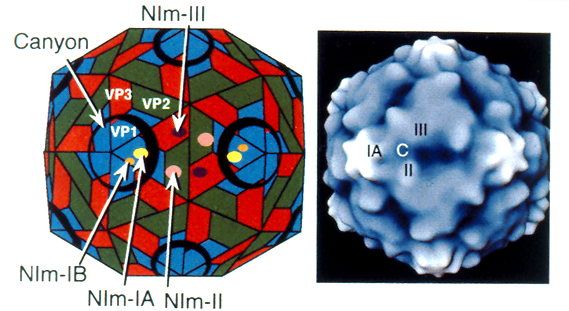 NIm-III
Canyon
VP3
VP2
VP1
NIm-IB
NIm-IA
NIm-II
III
IA
C
II